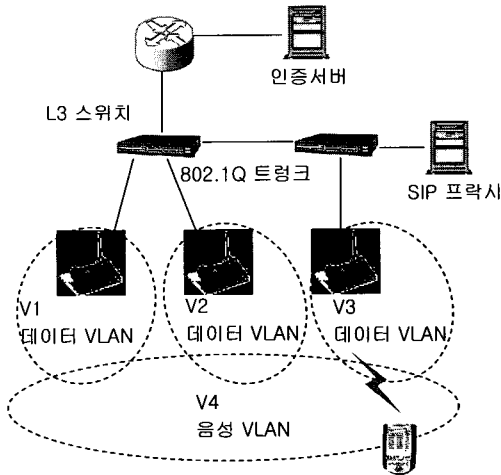 인증서버
L3 스위치
802.1Q 트렁크
SIP 프락사
V1
데이터 VLAN
V2
데이터 VLAN
V3
데이터 VLAN
V4
음성 VLAN